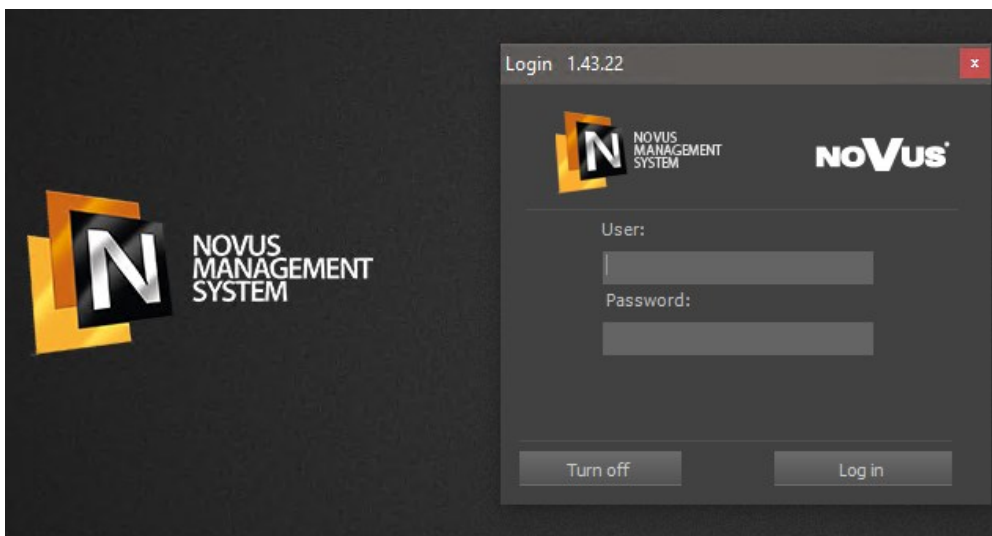 N
NOVUS
MANAGEMENT
SYSTEM
Login 1.43.22
x
N
NOVUS
MANAGEMENT
SYSTEM
NOVUS
User:
Password:
Turn off
Log in